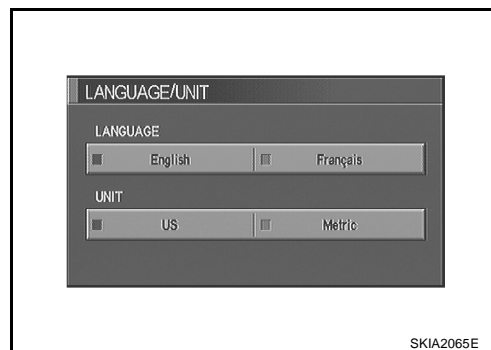 LANGUAGE/UNIT
LANGUAGE
English Français
UNIT
US Metric
SKIA2065E